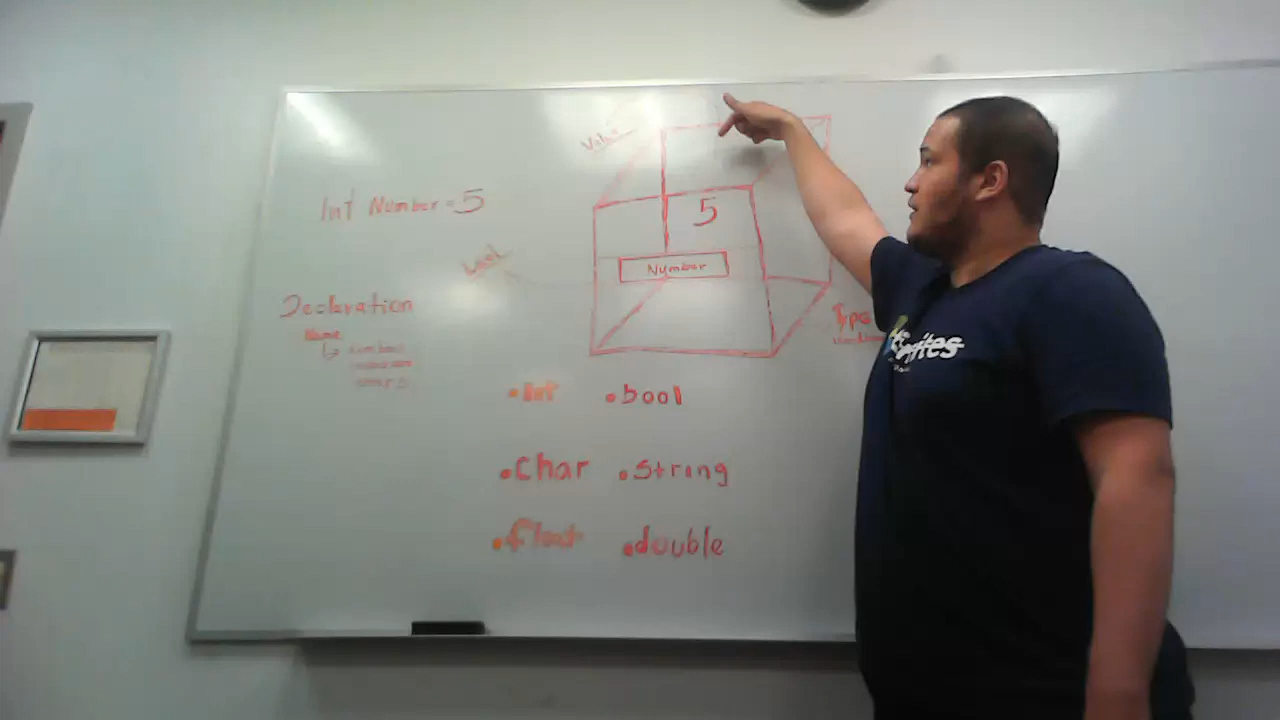 Value
Int Number = 5
5
Number
Declaration
Name
Type
• Int • bool
• Char • String
• float • double